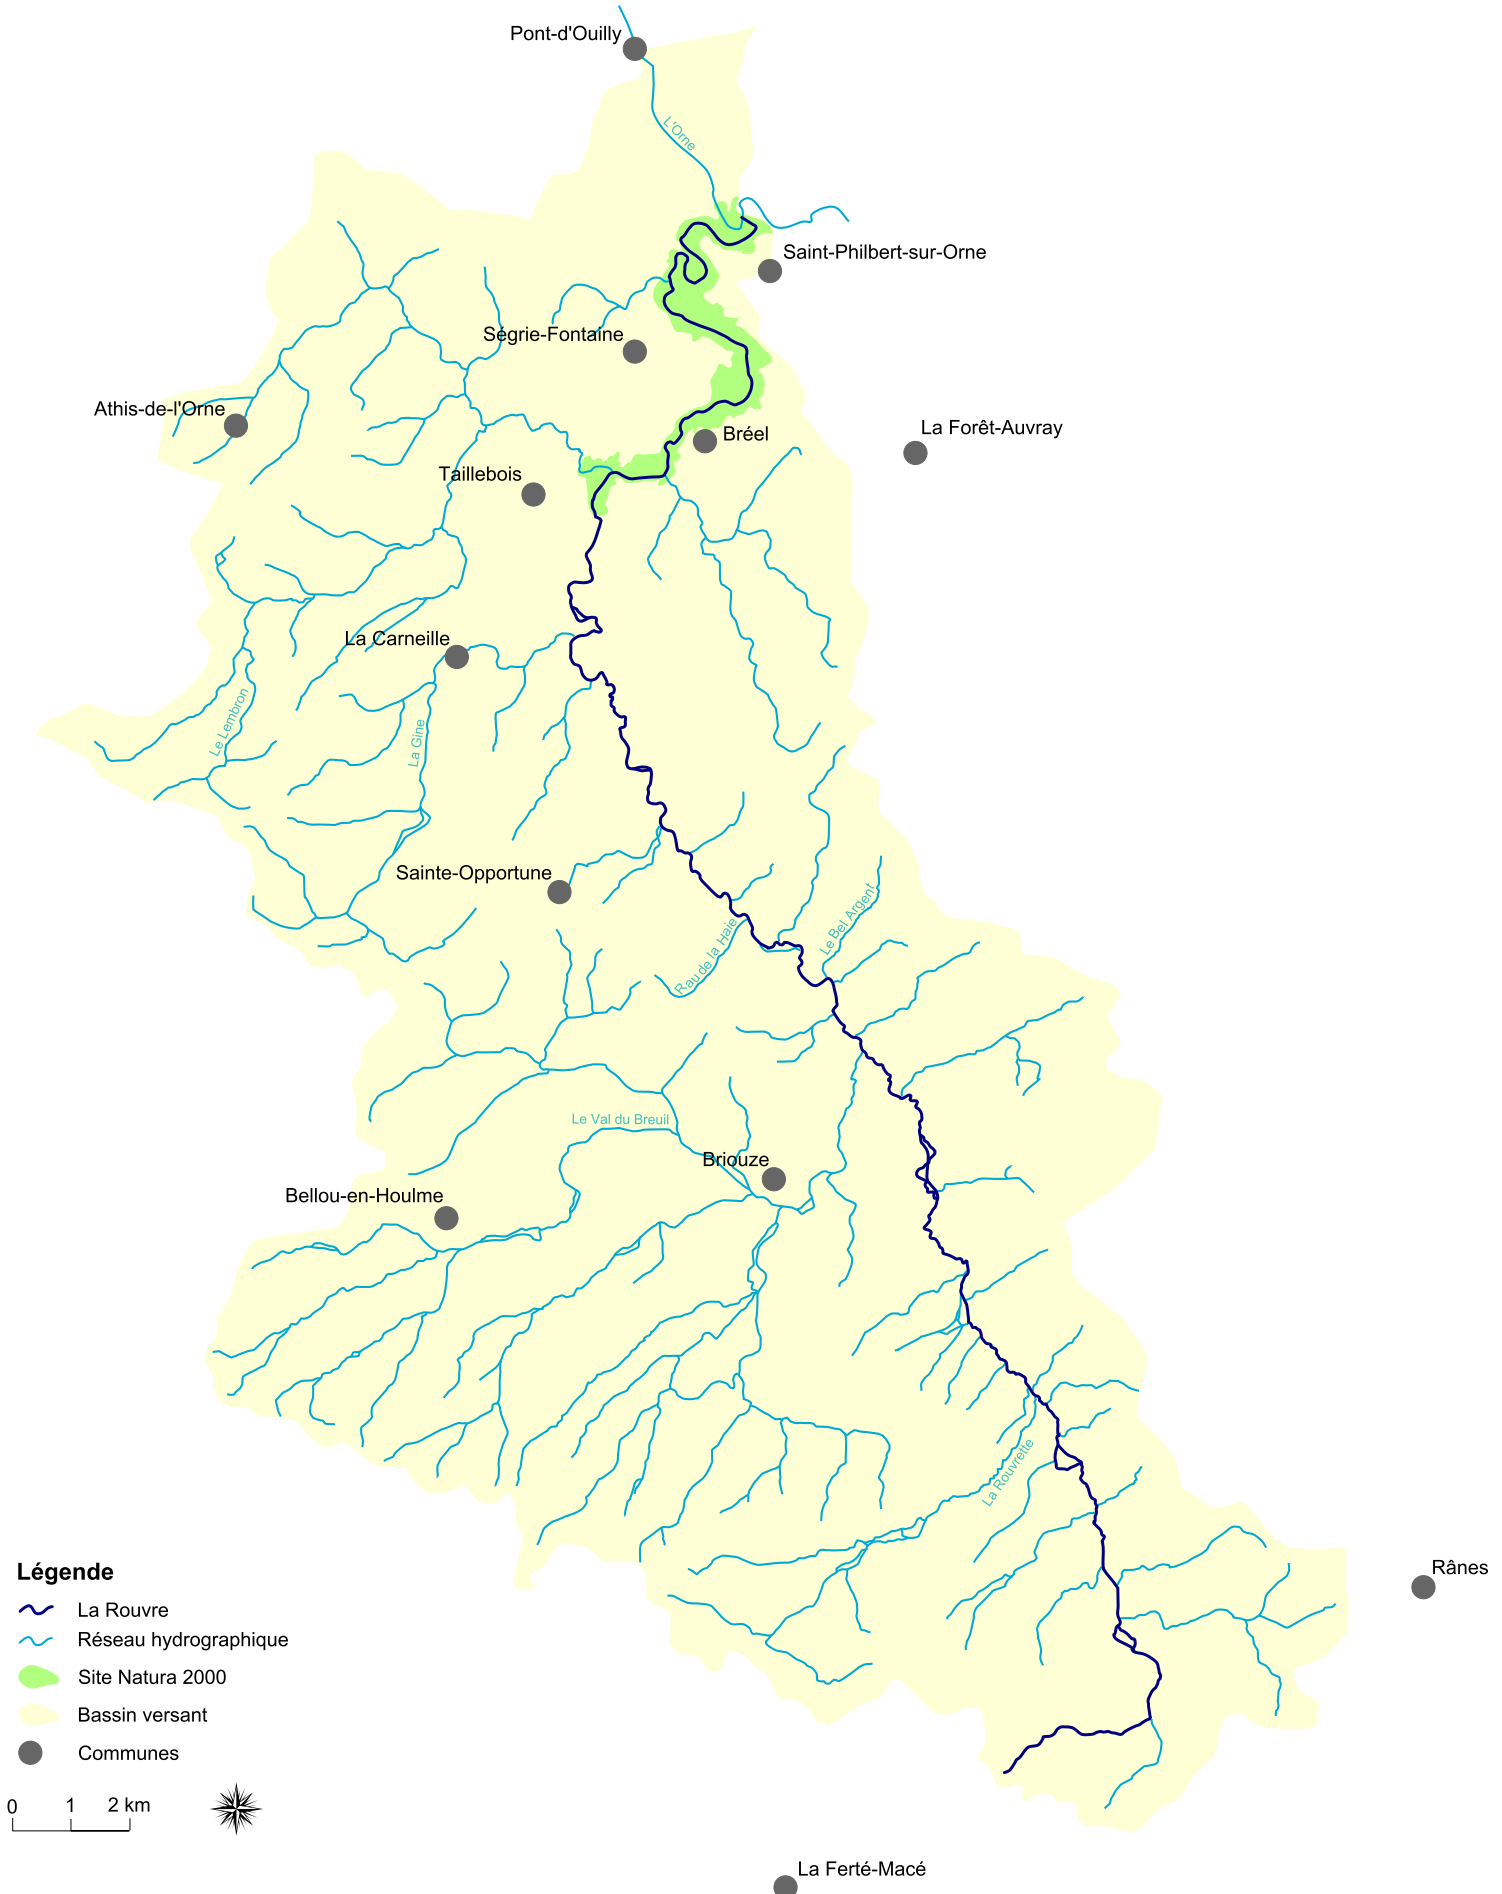 Pont-d'Ouilly
L'Orne
Saint-Philbert-sur-Orne
Ségrie-Fontaine
Athis-de-l'Orne
La Forêt-Auvray
Bréel
Taillebois
La Carneille
Le Lembron
La Gine
Sainte-Opportune
Le Bel Argent
Rau de la Haie
Le Val du Breuil
Briouze
Bellou-en-Houlme
La Rouvrette
Rânes
Légende
La Rouvre
Réseau hydrographique
Site Natura 2000
Bassin versant
Communes
0 1 2 km
La Ferté-Macé